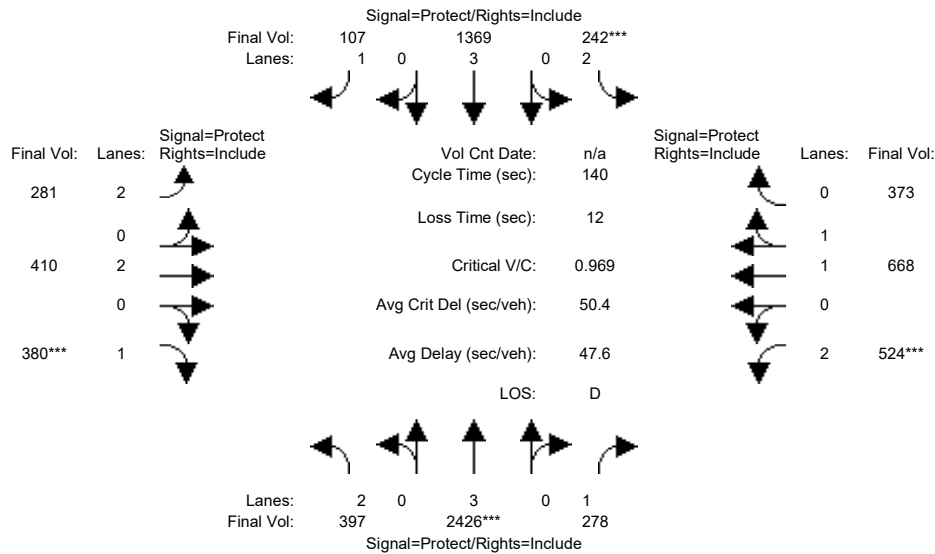 Signal=Protect/Rights=Include
Final Vol: 107 1369 242***
Lanes: 1 0 3 0 2
Signal=Protect Signal=Protect
Final Vol: Lanes: Rights=Include Vol Cnt Date: n/a Rights=Include Lanes: Final Vol:
Cycle Time (sec): 140
281 2 0 373
Loss Time (sec): 12
0 1
410 2 Critical V/C: 0.969 1 668
0 Avg Crit Del (sec/veh): 50.4 0
380*** 1 Avg Delay (sec/veh): 47.6 2 524***
LOS: D
Lanes: 2 0 3 0 1
Final Vol: 397 2426*** 278
Signal=Protect/Rights=Include